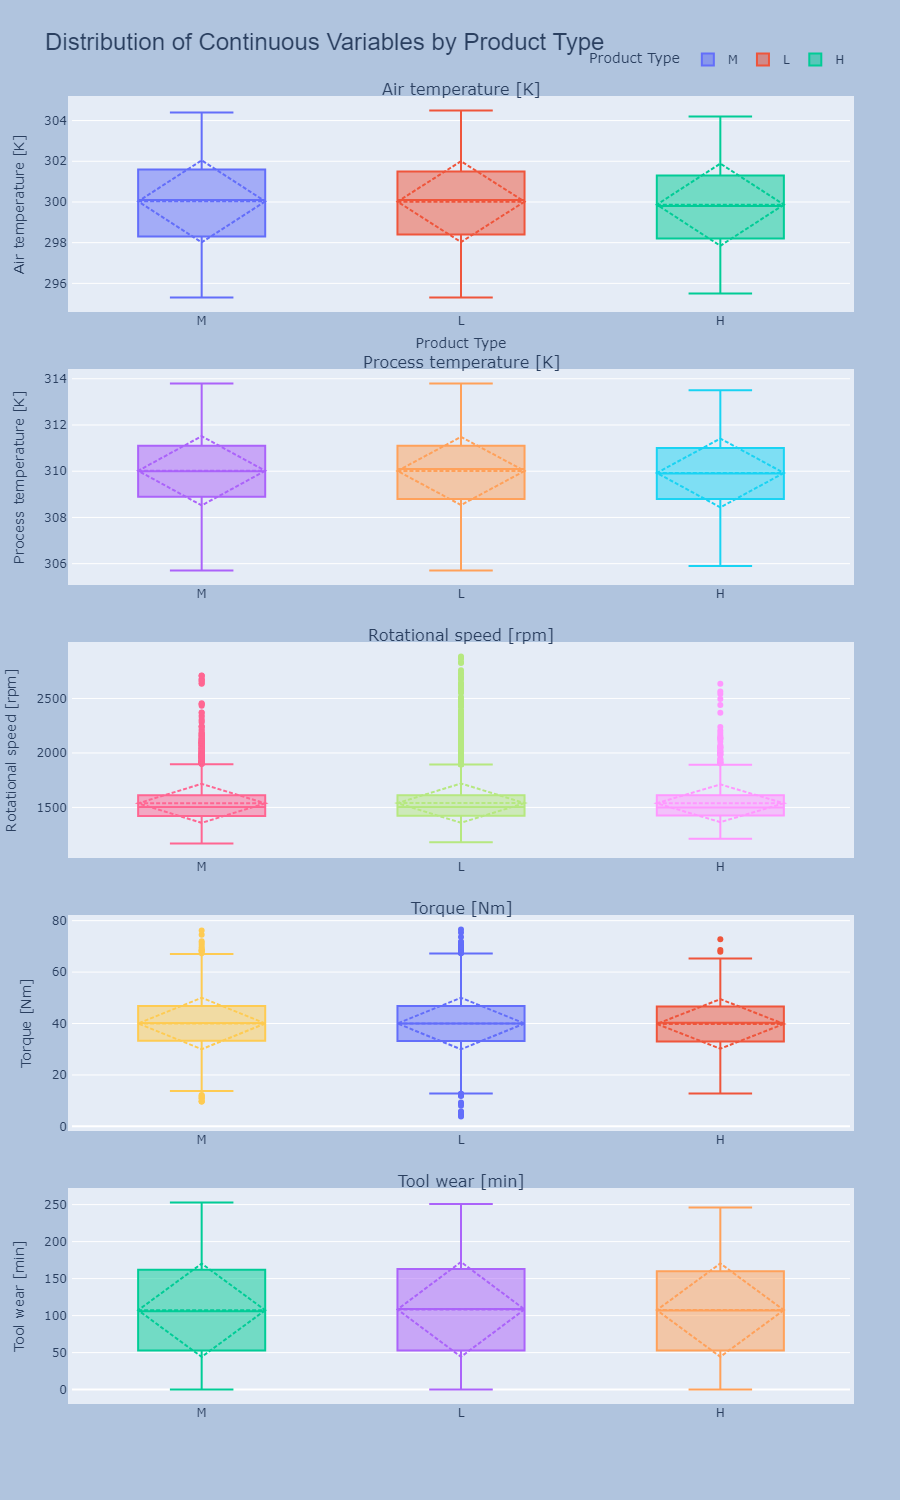 Distribution of Continuous Variables by Product Type
Product Type M L H
Air temperature [K]
Air temperature [K]
304
302
300
298
296
M L H
Product Type
Process temperature [K]
Process temperature [K]
314
312
310
308
306
M L H
Rotational speed [rpm]
Rotational speed [rpm]
2500
2000
1500
M L H
Torque [Nm]
Torque [Nm]
80
60
40
20
0
M L H
Tool wear [min]
Tool wear [min]
250
200
150
100
50
0
M L H